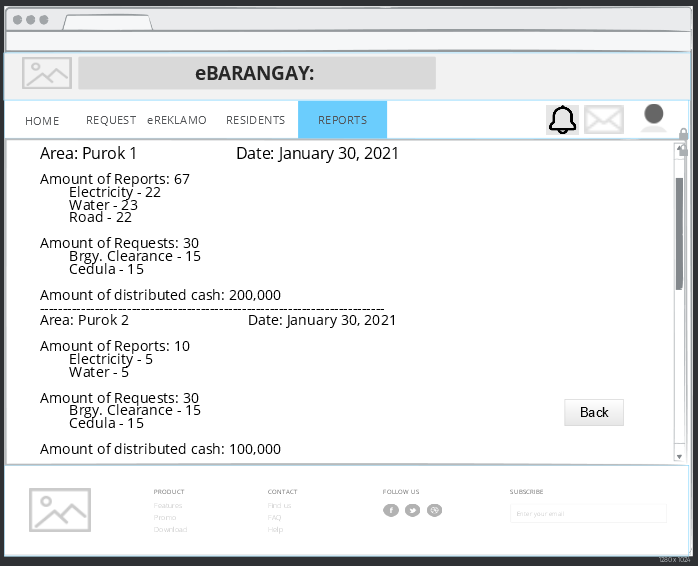 eBARANGAY:
HOME REQUEST eREKLAMO RESIDENTS REPORTS
Area: Purok 1 Date: January 30, 2021
Amount of Reports: 67
Electricity - 22
Water - 23
Road - 22
Amount of Requests: 30
Brgy. Clearance - 15
Cedula - 15
Amount of distributed cash: 200,000
--------------------------------------------------------------------------------
Area: Purok 2 Date: January 30, 2021
Amount of Reports: 10
Electricity - 5
Water - 5
Amount of Requests: 30
Brgy. Clearance - 15
Cedula - 15
Back
Amount of distributed cash: 100,000
PRODUCT CONTACT FOLLOW US SUBSCRIBE
Features Find us Enter your email
Promo FAQ
Download Help
1280 x 1024